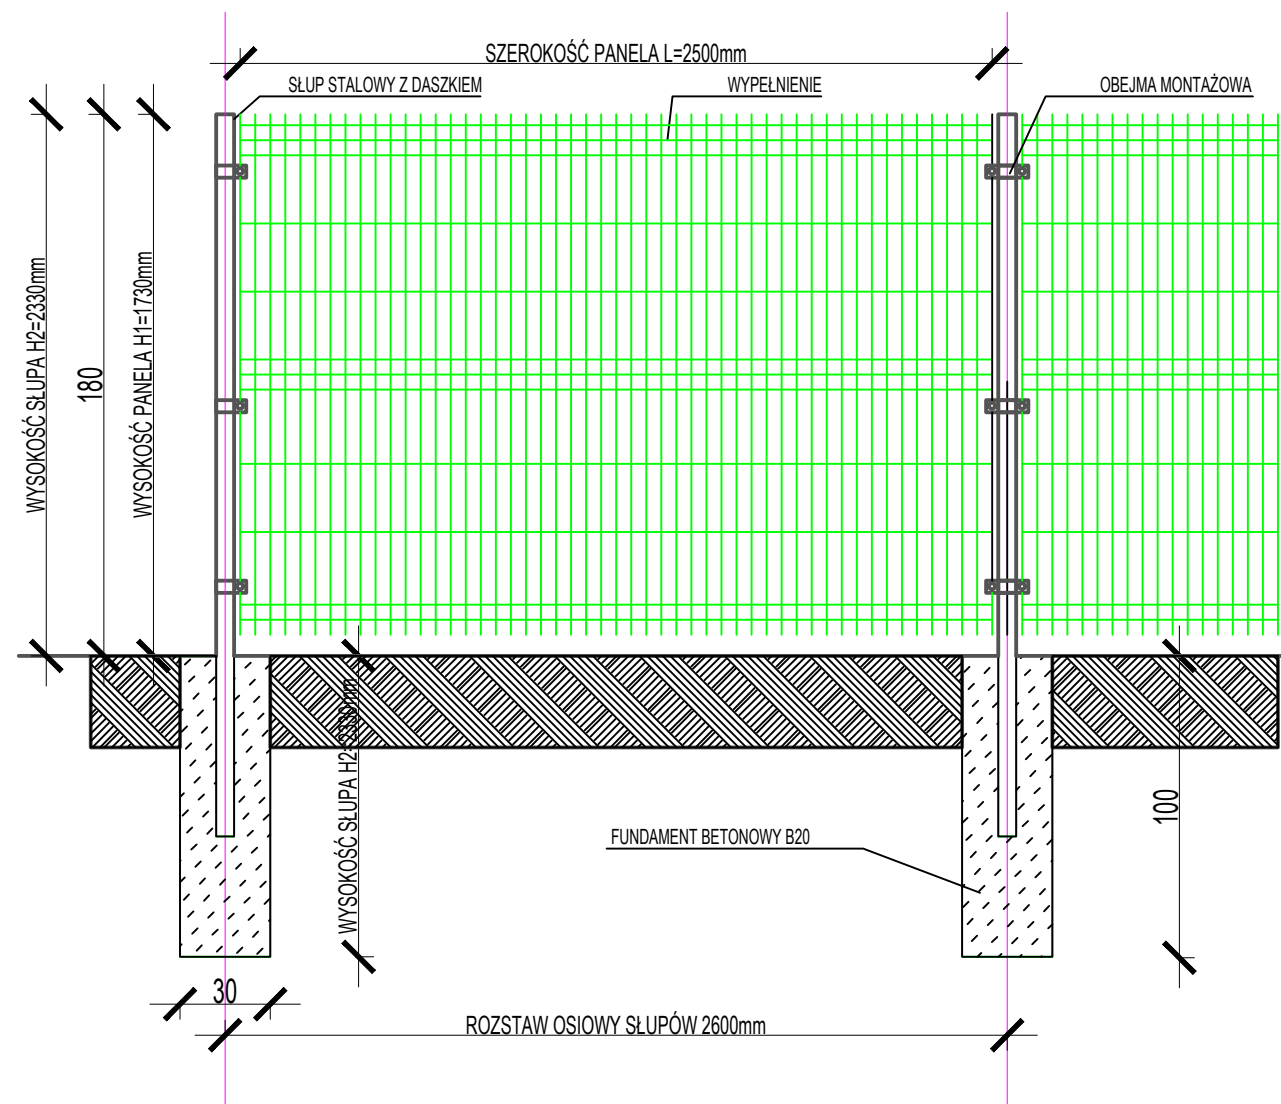 SZEROKOŚĆ PANELA L=2500mm
SŁUP STALOWY Z DASZKIEM
WYPEŁNIENIE
OBEJMA MONTAŻOWA
WYSOKOŚĆ SŁUPA H2=2330mm
180
WYSOKOŚĆ PANELA H1=1730mm
WYSOKOŚĆ SŁUPA H2=2330mm
100
FUNDAMENT BETONOWY B20
30
ROZSTAW OSIOWY SŁUPÓW 2600mm